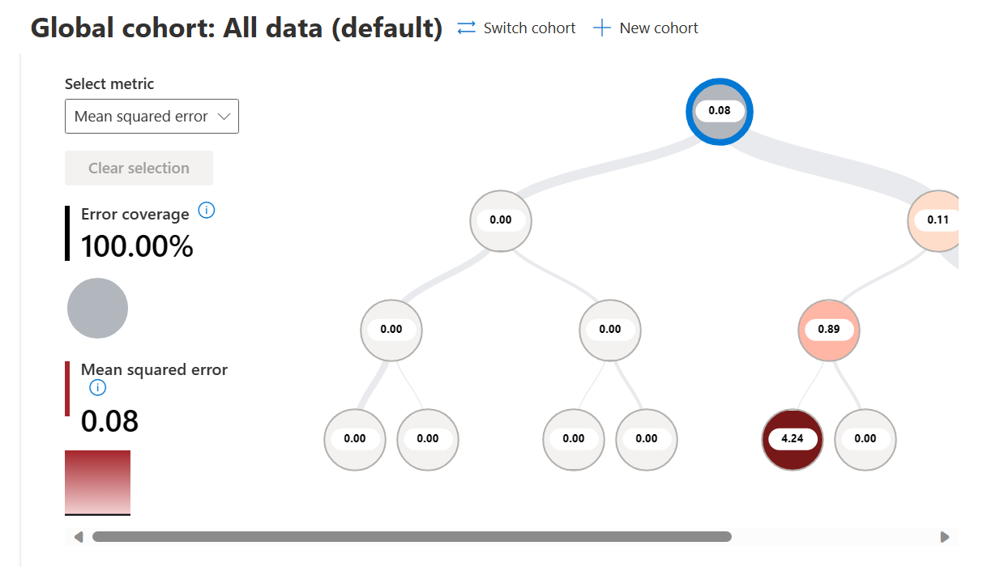 Global cohort: All data (default) Switch cohort New cohort
Select metric
Mean squared error
Clear selection
Error coverage
100.00%
Mean squared error
0.08
0.08
0.00 0.11
0.00 0.00 0.89
0.00 0.00 0.00 0.00 4.24 0.00